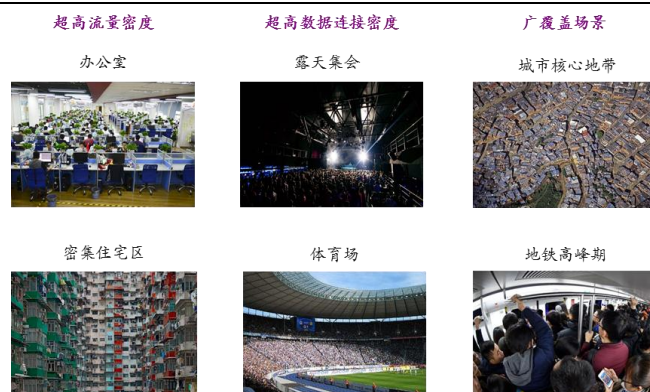 超高流量密度 超高数据连接密度 广覆盖场景
办公室 露天集会 城市核心地带
密集住宅区 体育场 地铁高峰期